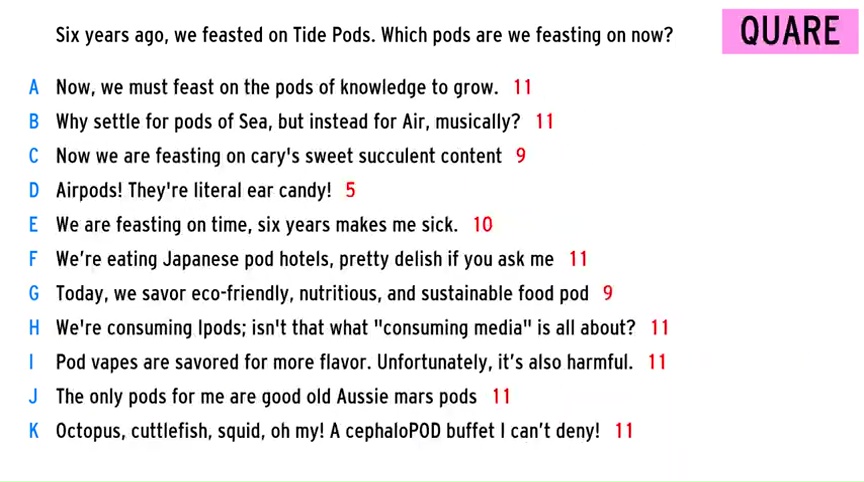 Six years ago, we feasted on Tide Pods. Which pods are we feasting on now?
QUARE
A Now, we must feast on the pods of knowledge to grow. 11
B Why settle for pods of Sea, but instead for Air, musically? 11
C Now we are feasting on cary's sweet succulent content 9
D Airpods! They're literal ear candy! 5
E We are feasting on time, six years makes me sick. 10
F We're eating Japanese pod hotels, pretty delish if you ask me 11
G Today, we savor eco-friendly, nutritious, and sustainable food pod 9
H We're consuming Ipods; isn't that what "consuming media" is all about? 11
I Pod vapes are savored for more flavor. Unfortunately, it's also harmful. 11
J The only pods for me are good old Aussie mars pods 11
K Octopus, cuttlefish, squid, oh my! A cephaloPOD buffet I can't deny! 11